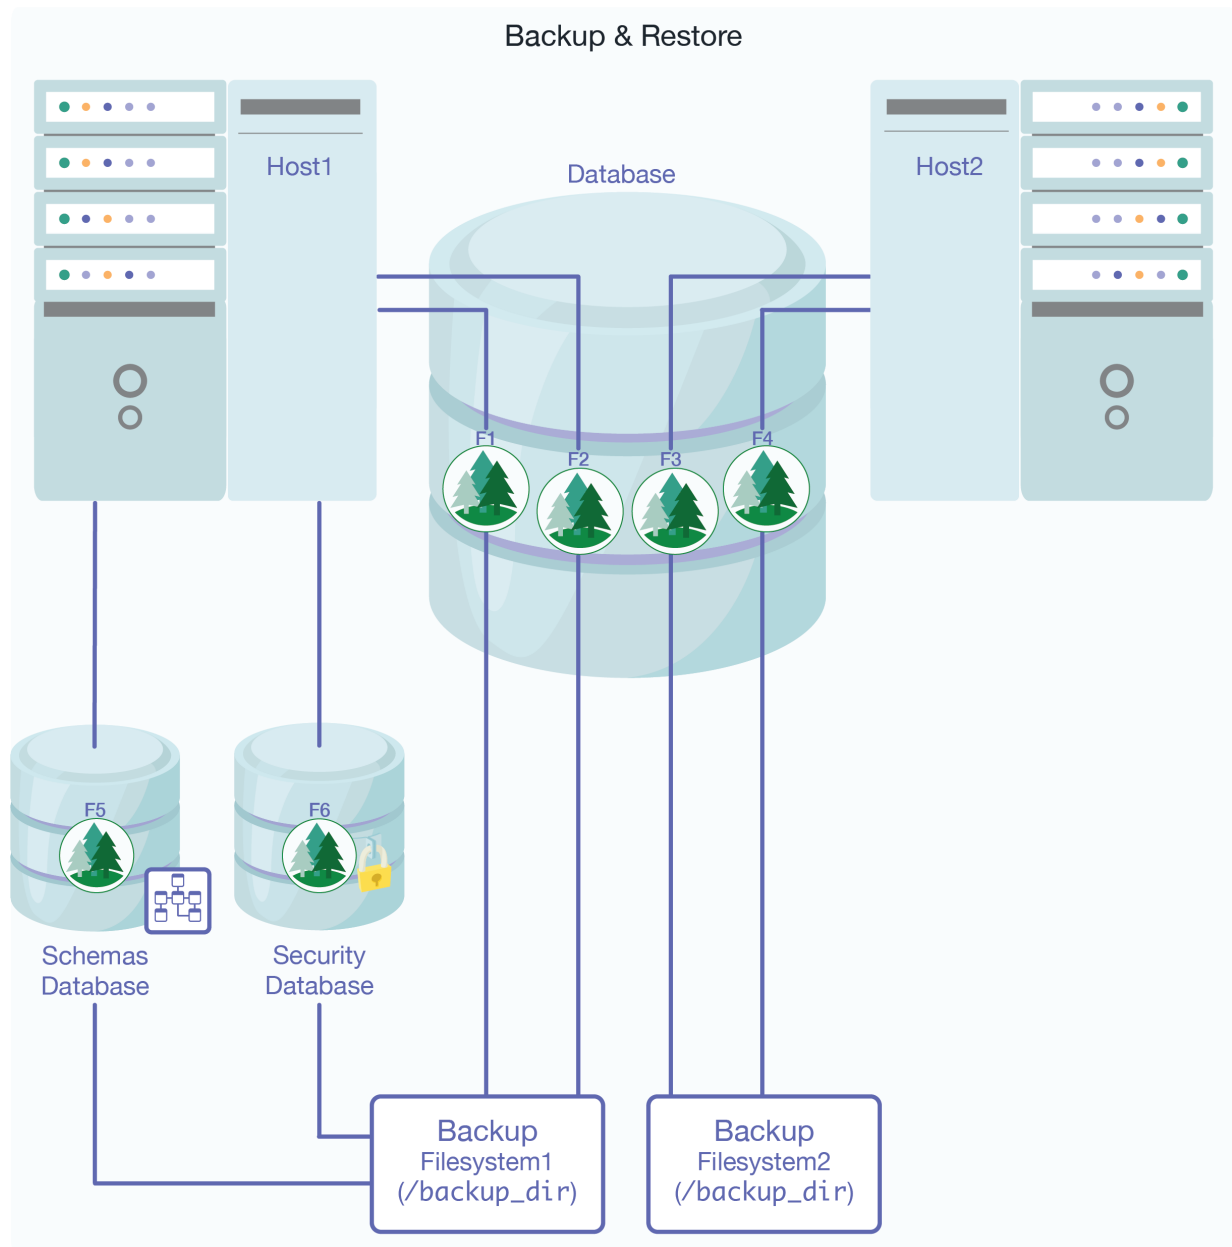 Backup & Restore
Host1
Host2
Database
F1
F2
F3
F4
F5
F6
Schemas
Database
Security
Database
Backup
Filesystem1
(/backup_dir)
Backup
Filesystem2
(/backup_dir)